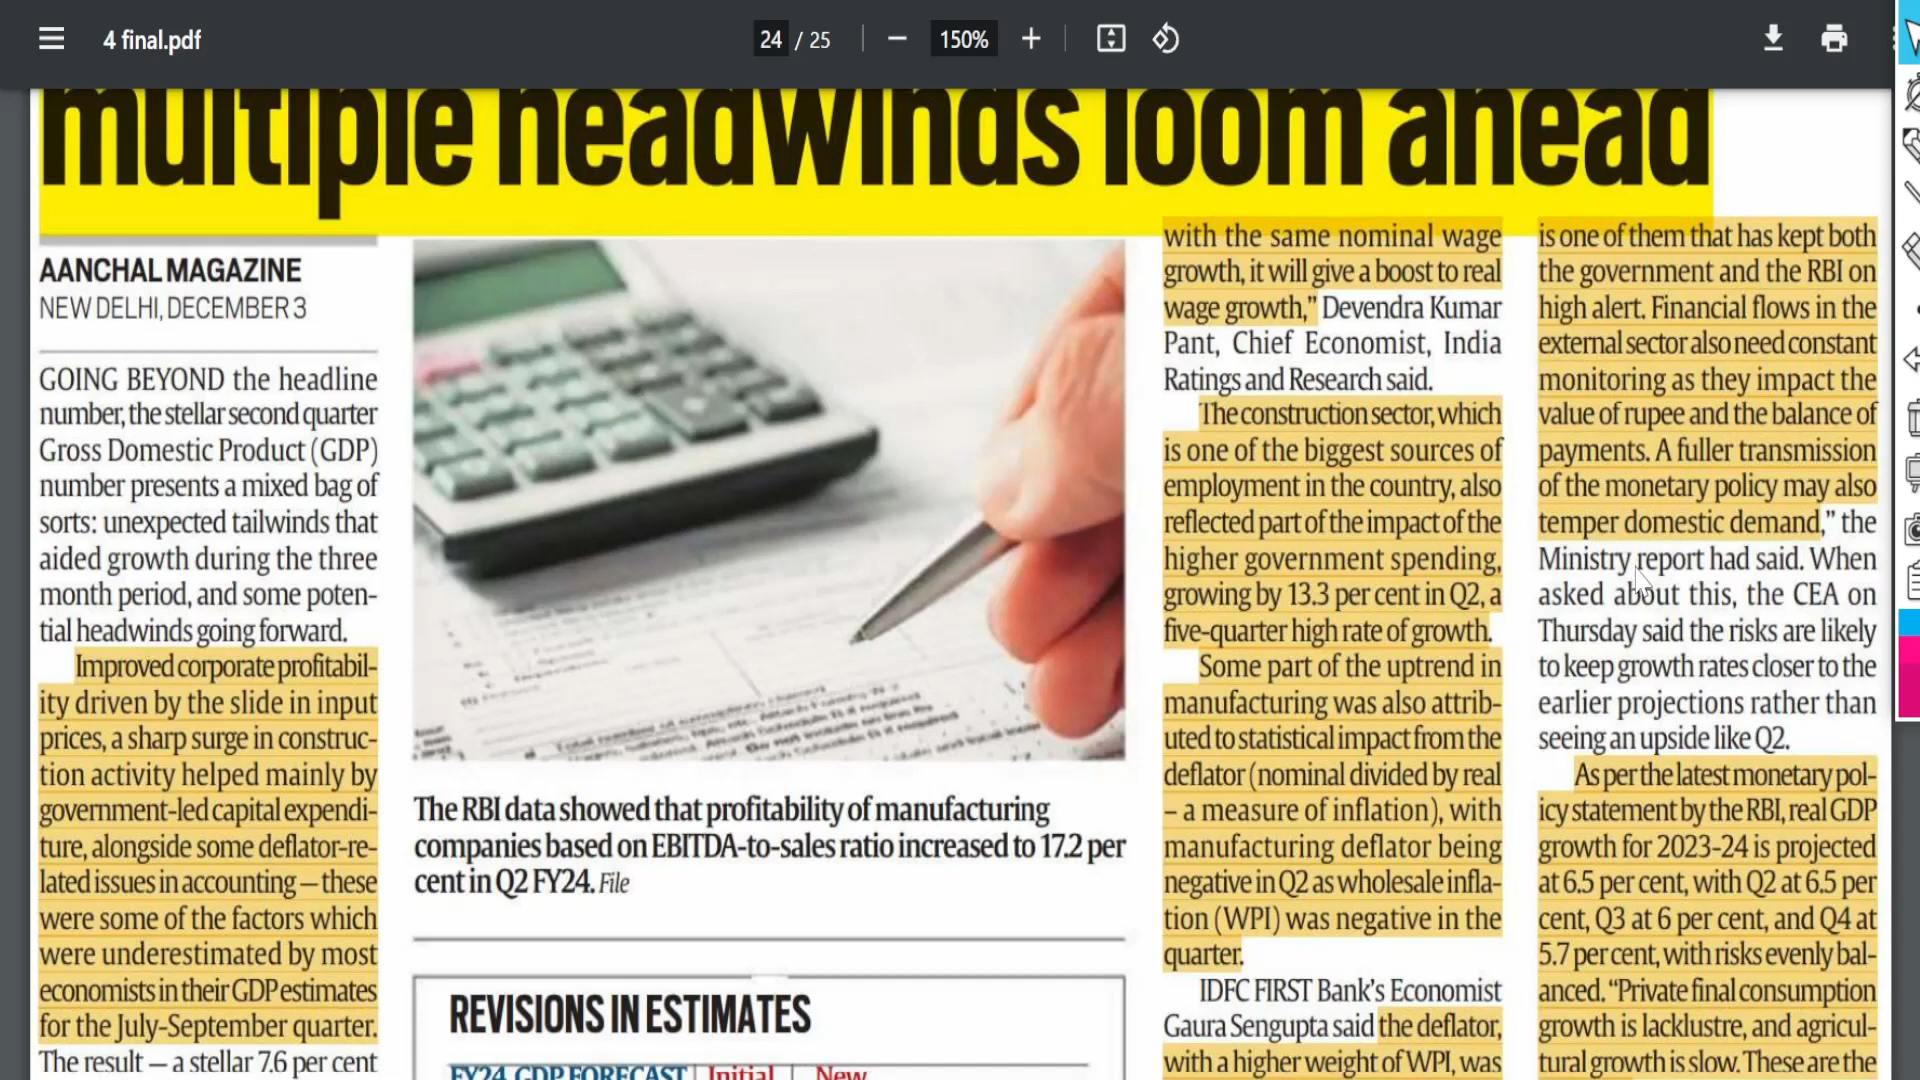 4 final.pdf
24 / 25
150%
multiple headwinds loom ahead
AANCHAL MAGAZINE
NEW DELHI, DECEMBER 3
GOING BEYOND the headline
number, the stellar second quarter
Gross Domestic Product (GDP)
number presents a mixed bag of
sorts: unexpected tailwinds that
aided growth during the three
month period, and some poten-
tial headwinds going forward.
Improved corporate profitabil-
ity driven by the slide in input
prices, a sharp surge in construc-
tion activity helped mainly by
government-led capital expendi-
ture, alongside some deflator-re-
lated issues in accounting — these
were some of the factors which
were underestimated by most
economists in their GDP estimates
for the July-September quarter.
The result — a stellar 7.6 per cent
The RBI data showed that profitability of manufacturing
companies based on EBITDA-to-sales ratio increased to 17.2 per
cent in Q2 FY24. File
REVISIONS IN ESTIMATES
FY24 GDP FORECAST Initial New
with the same nominal wage
growth, it will give a boost to real
wage growth,” Devendra Kumar
Pant, Chief Economist, India
Ratings and Research said.
The construction sector, which
is one of the biggest sources of
employment in the country, also
reflected part of the impact of the
higher government spending,
growing by 13.3 per cent in Q2, a
five-quarter high rate of growth.
Some part of the uptrend in
manufacturing was also attrib-
uted to statistical impact from the
deflator (nominal divided by real
– a measure of inflation), with
manufacturing deflator being
negative in Q2 as wholesale infla-
tion (WPI) was negative in the
quarter.
IDFC FIRST Bank’s Economist
Gaura Sengupta said the deflator,
with a higher weight of WPI, was
is one of them that has kept both
the government and the RBI on
high alert. Financial flows in the
external sector also need constant
monitoring as they impact the
value of rupee and the balance of
payments. A fuller transmission
of the monetary policy may also
temper domestic demand,” the
Ministry report had said. When
asked about this, the CEA on
Thursday said the risks are likely
to keep growth rates closer to the
earlier projections rather than
seeing an upside like Q2.
As per the latest monetary pol-
icy statement by the RBI, real GDP
growth for 2023-24 is projected
at 6.5 per cent, with Q2 at 6.5 per
cent, Q3 at 6 per cent, and Q4 at
5.7 per cent, with risks evenly bal-
anced. “Private final consumption
growth is lacklustre, and agricul-
tural growth is slow. These are the